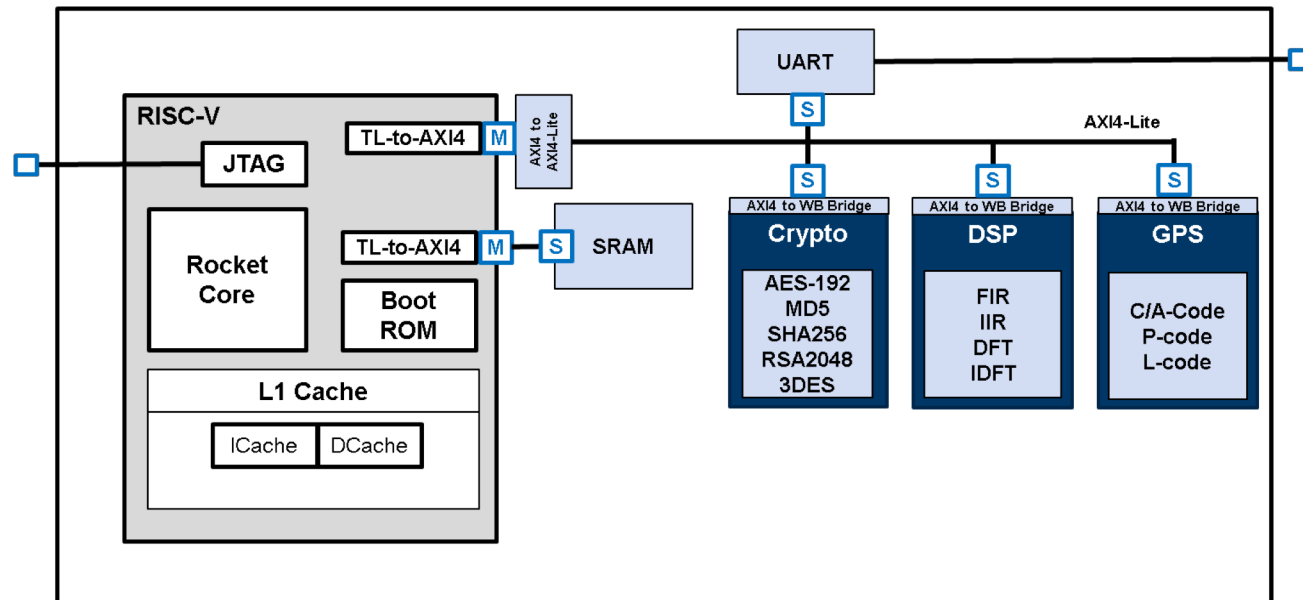 UART
S
RISC-V
TL-to-AXI4
M
AXI4 to
AXI4-Lite
AXI4-Lite
JTAG
S
S
S
AXI4 to WB Bridge
AXI4 to WB Bridge
AXI4 to WB Bridge
Crypto
DSP
GPS
TL-to-AXI4
M
S
SRAM
Rocket
Core
Boot
ROM
AES-192
MD5
SHA256
RSA2048
3DES
FIR
IIR
DFT
IDFT
C/A-Code
P-code
L-code
L1 Cache
ICache
DCache